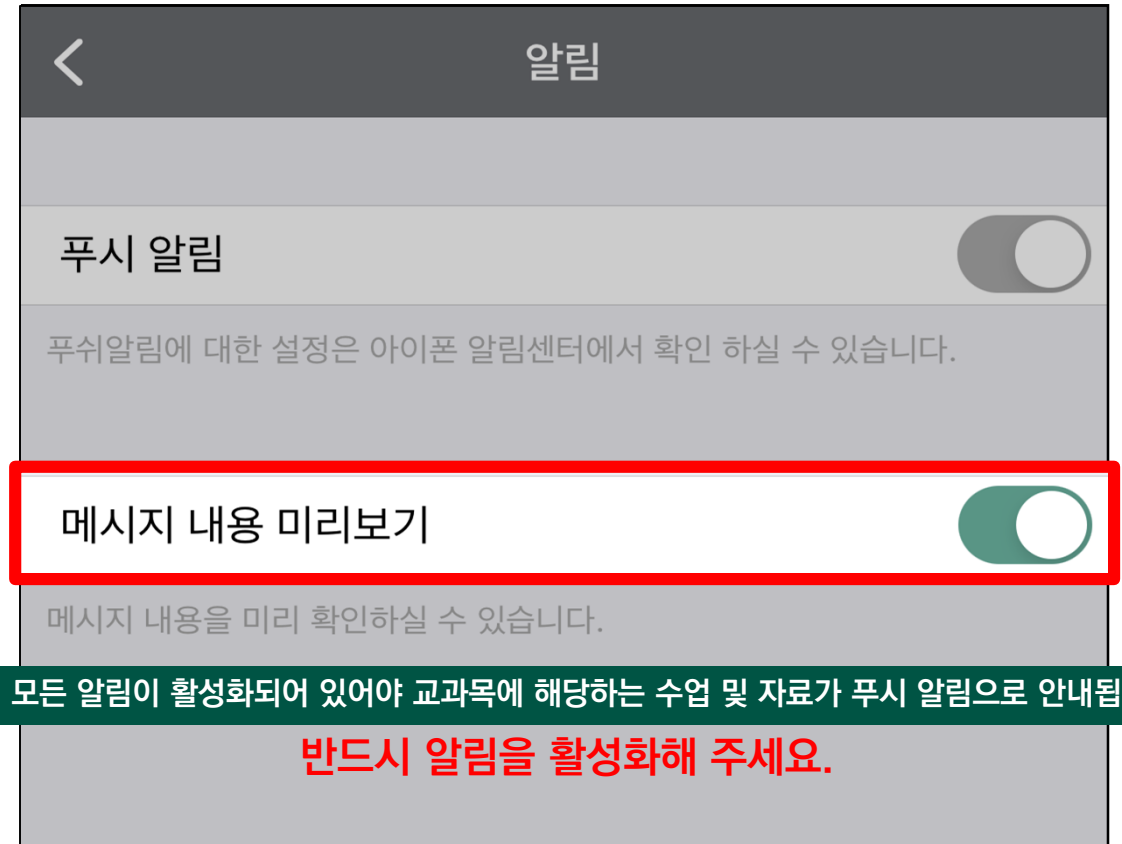 알림
푸시 알림
푸쉬알림에 대한 설정은 아이폰 알림센터에서 확인 하실 수 있습니다.
메시지 내용 미리보기
메시지 내용을 미리 확인하실 수 있습니다.
모든 알림이 활성화되어 있어야 교과목에 해당하는 수업 및 자료가 푸시 알림으로 안내됩
반드시 알림을 활성화해 주세요.